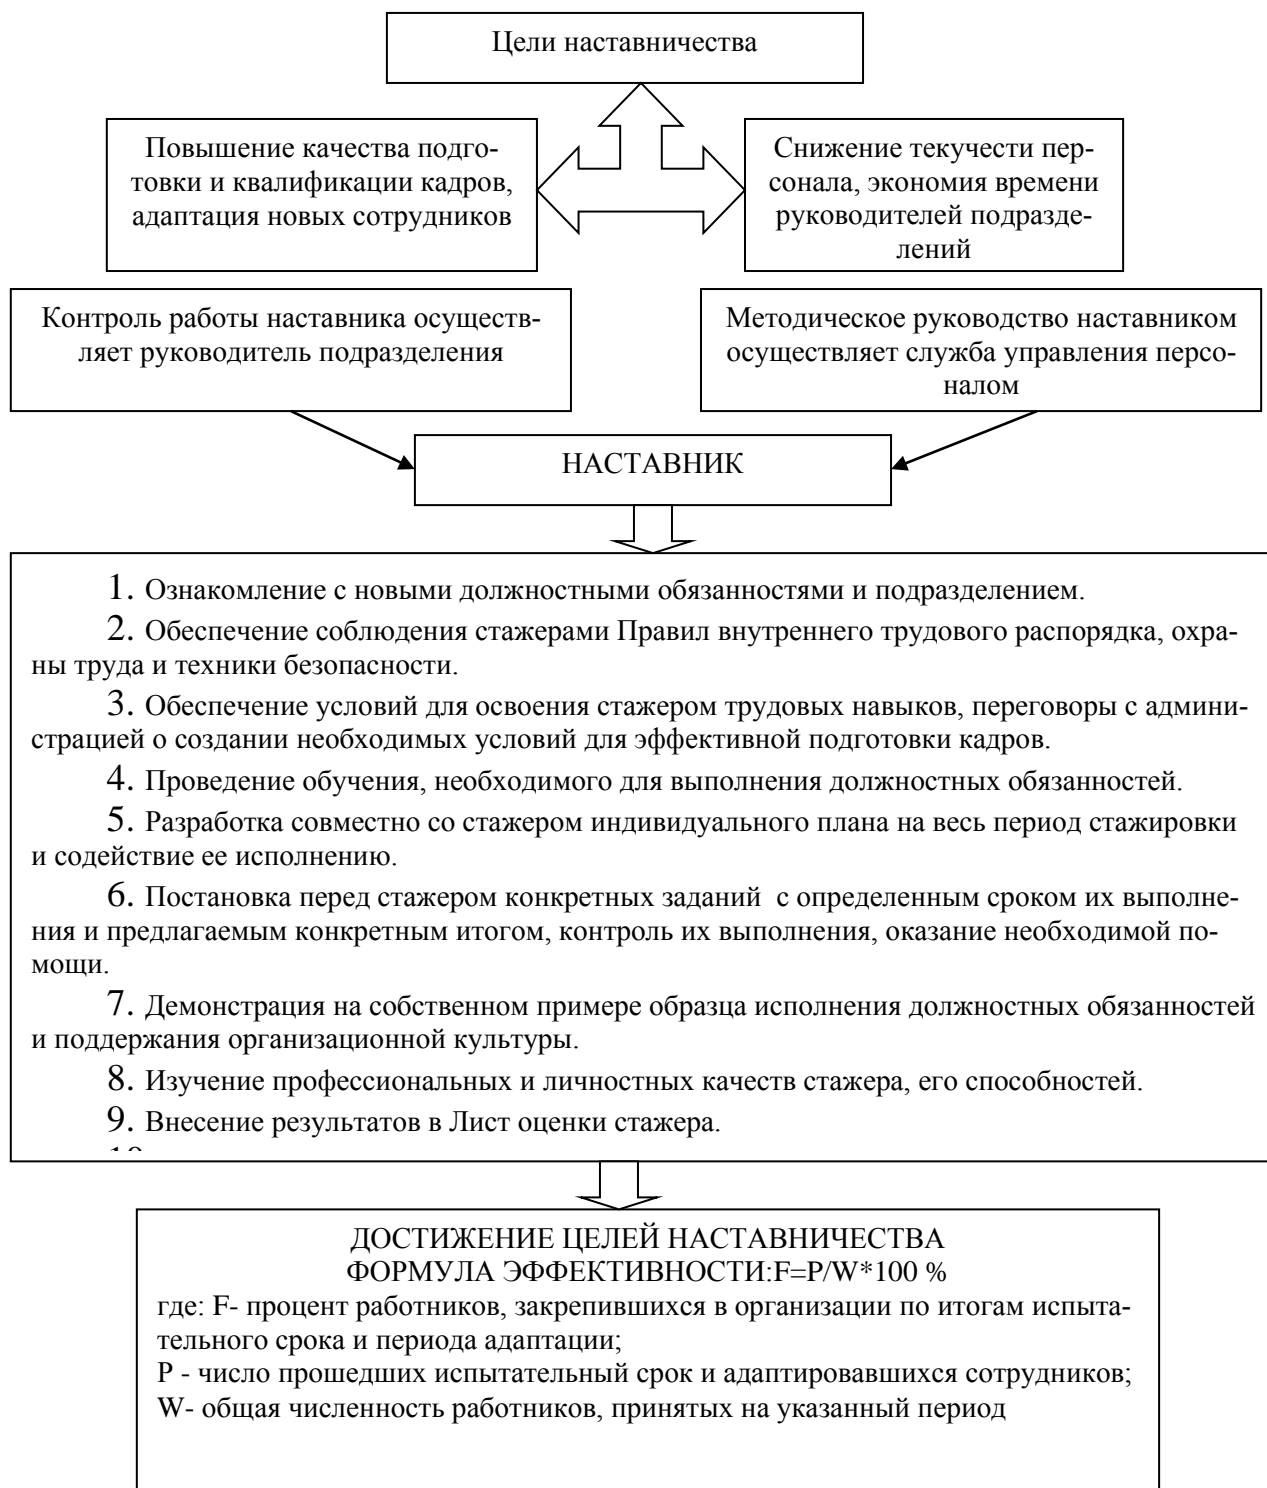 Цели наставничества
Повышение качества подго-
товки и квалификации кадров,
адаптация новых сотрудников
Снижение текучести пер-
сонала, экономия времени
руководителей подразде-
лений
Контроль работы наставника осуществ-
ляет руководитель подразделения
Методическое руководство наставником
осуществляет служба управления персо-
налом
НАСТАВНИК
1. Ознакомление с новыми должностными обязанностями и подразделением.
2. Обеспечение соблюдения стажерами Правил внутреннего трудового распорядка, охра-
ны труда и техники безопасности.
3. Обеспечение условий для освоения стажером трудовых навыков, переговоры с админи-
страцией о создании необходимых условий для эффективной подготовки кадров.
4. Проведение обучения, необходимого для выполнения должностных обязанностей.
5. Разработка совместно со стажером индивидуального плана на весь период стажировки
и содействие ее исполнению.
6. Постановка перед стажером конкретных заданий с определенным сроком их выполне-
ния и предлагаемым конкретным итогом, контроль их выполнения, оказание необходимой по-
мощи.
7. Демонстрация на собственном примере образца исполнения должностных обязанностей
и поддержания организационной культуры.
8. Изучение профессиональных и личностных качеств стажера, его способностей.
9. Внесение результатов в Лист оценки стажера.
ДОСТИЖЕНИЕ ЦЕЛЕЙ НАСТАВНИЧЕСТВА
ФОРМУЛА ЭФФЕКТИВНОСТИ:F=P/W*100 %
где: F- процент работников, закрепившихся в организации по итогам испыта-
тельного срока и периода адаптации;
P - число прошедших испытательный срок и адаптировавшихся сотрудников;
W- общая численность работников, принятых на указанный период